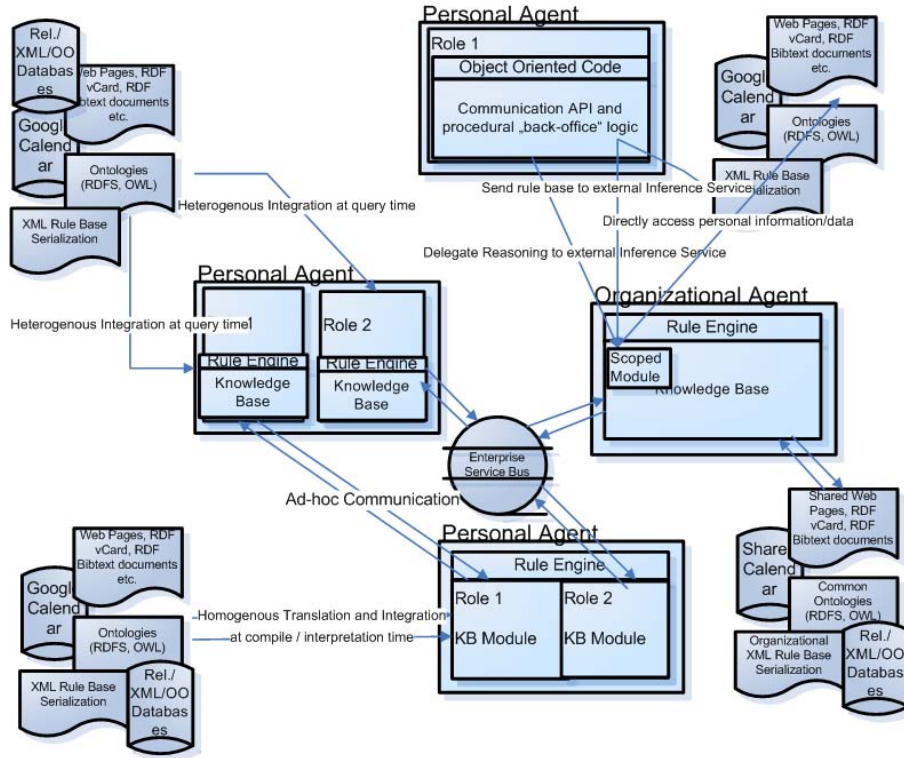 Personal Agent
Role 1
Object Oriented Code
Communication API and
procedural „back-office" logic
Rel./
XML/OO
Databas
es
eb Pages, RDF
vCard, RDF
ibtext documents
etc.
Googl
Calend
ar
Ontologies
(RDFS, OWL)
XML Rule Base
Serialization
Web Pages, RDF
vCard, RDF
Bibtext documents
etc.
Googl
Calend
ar
Ontologies
(RDFS, OWL)
XML Rule Base
ialization
Send rule base to external Inference Service
Heterogenous Integration at query time
Directly access personal information/data
Delegate Reasoning to external Inference Service
Personal Agent
Heterogenous Integration at query time
Role 2
Rule Engine
Knowledge
Base
Rule Engine
Knowledge
Base
Organizational Agent
Rule Engine
Scoped
Module
Knowledge Base
Enterprise
Service Bus
Ad-hoc Communication
Personal Agent
Rule Engine
Role 1
KB Module
Role 2
KB Module
Web Pages, RDF
vCard, RDF
Bibtext documents
etc.
Googl
Calend
ar
Ontologies
(RDFS, OWL)
XML Rule Base
Serialization
Rel./
XML/OO
Databas
es
Homogenous Translation and Integration
at compile / interpretation time
Shared Web
Pages, RDF
vCard, RDF
Bibtext documents
Share
Calend
ar
Common
Ontologies
(RDFS, OWL)
Organizational
XML Rule Base
Serialization
Rel./
XML/OO
Databas
es